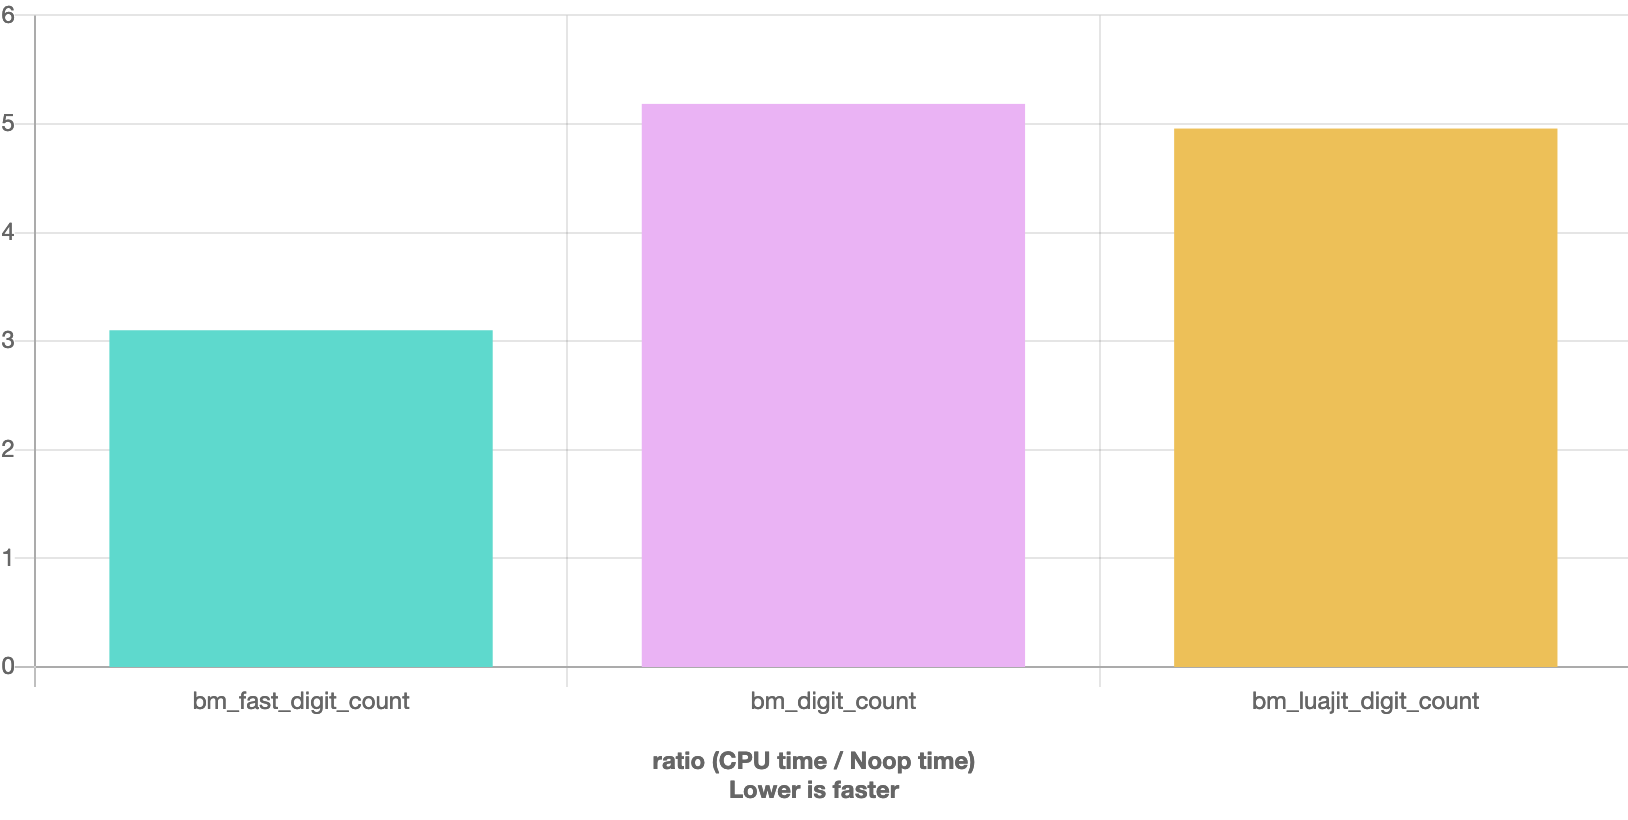 6
5
4
3
2
1
0
bm_fast_digit_count bm_digit_count bm_luajit_digit_count
ratio (CPU time / Noop time)
Lower is faster